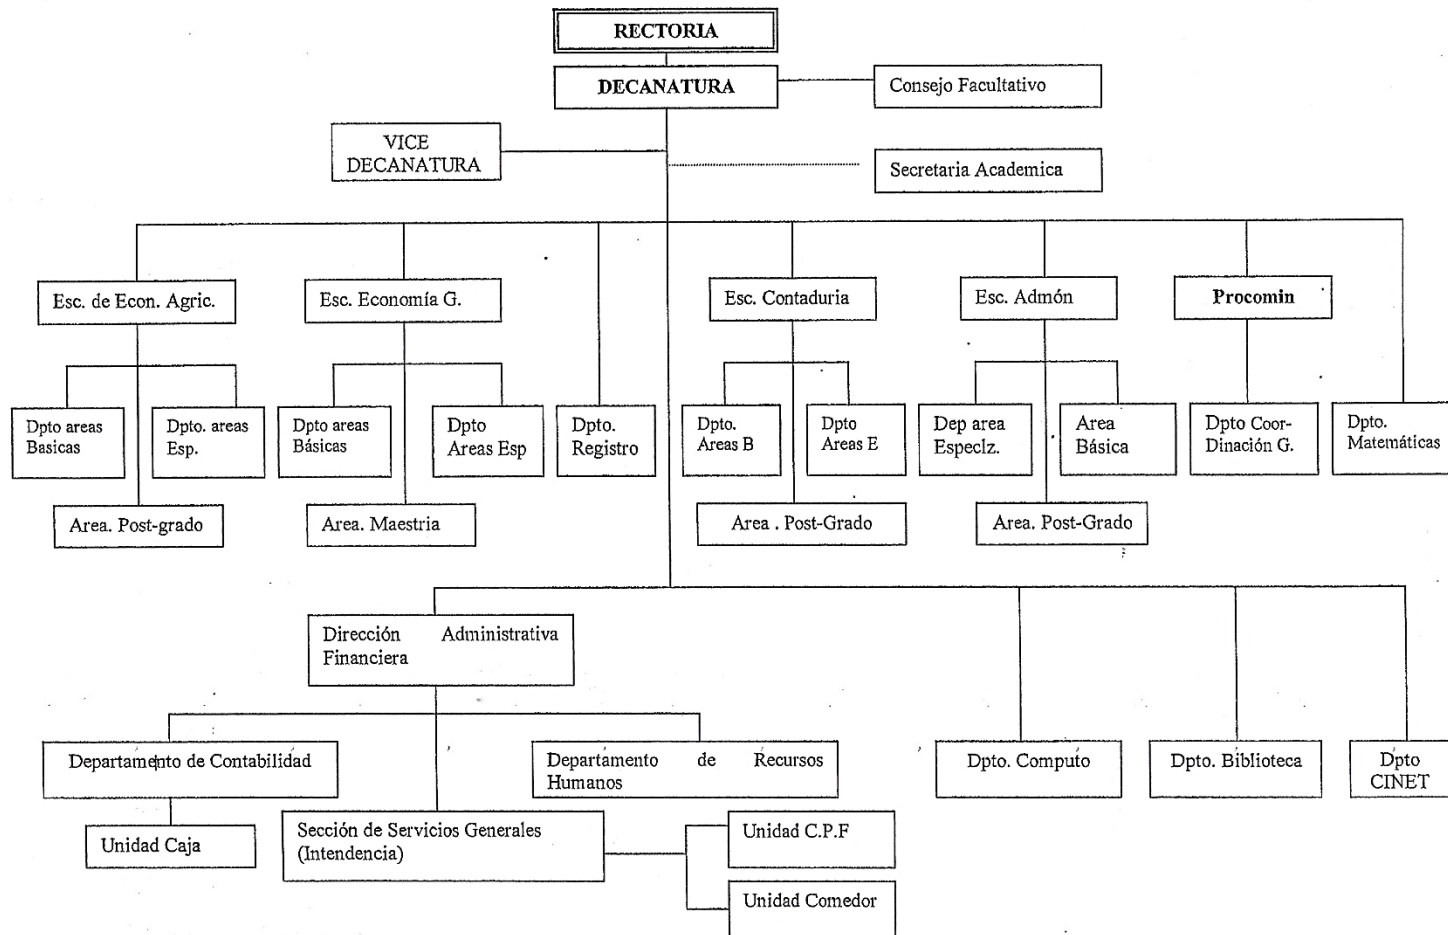 RECTORIA
DECANATURA
Consejo Facultativo
VICE
DECANATURA
Secretaria Academica
Esc. de Econ. Agric.
Esc. Economía G.
Esc. Contaduria
Esc. Admón
Procomin
Dpto areas
Basicas
Dpto. areas
Esp.
Dpto areas
Básicas
Dpto
Areas Esp
Dpto.
Registro
Dpto.
Areas B
Dpto
Areas E
Dep area
Especlz.
Area
Básica
Dpto Coor-
Dinación G.
Dpto.
Matemáticas
Area. Post-grado
Area. Maestria
Area . Post-Grado
Area. Post-Grado
Dirección Administrativa
Financiera
Departamento de Contabilidad
Departamento de Recursos
Humanos
Dpto. Computo
Dpto. Biblioteca
Dpto
CINET
Unidad Caja
Sección de Servicios Generales
(Intendencia)
Unidad C.P.F
Unidad Comedor